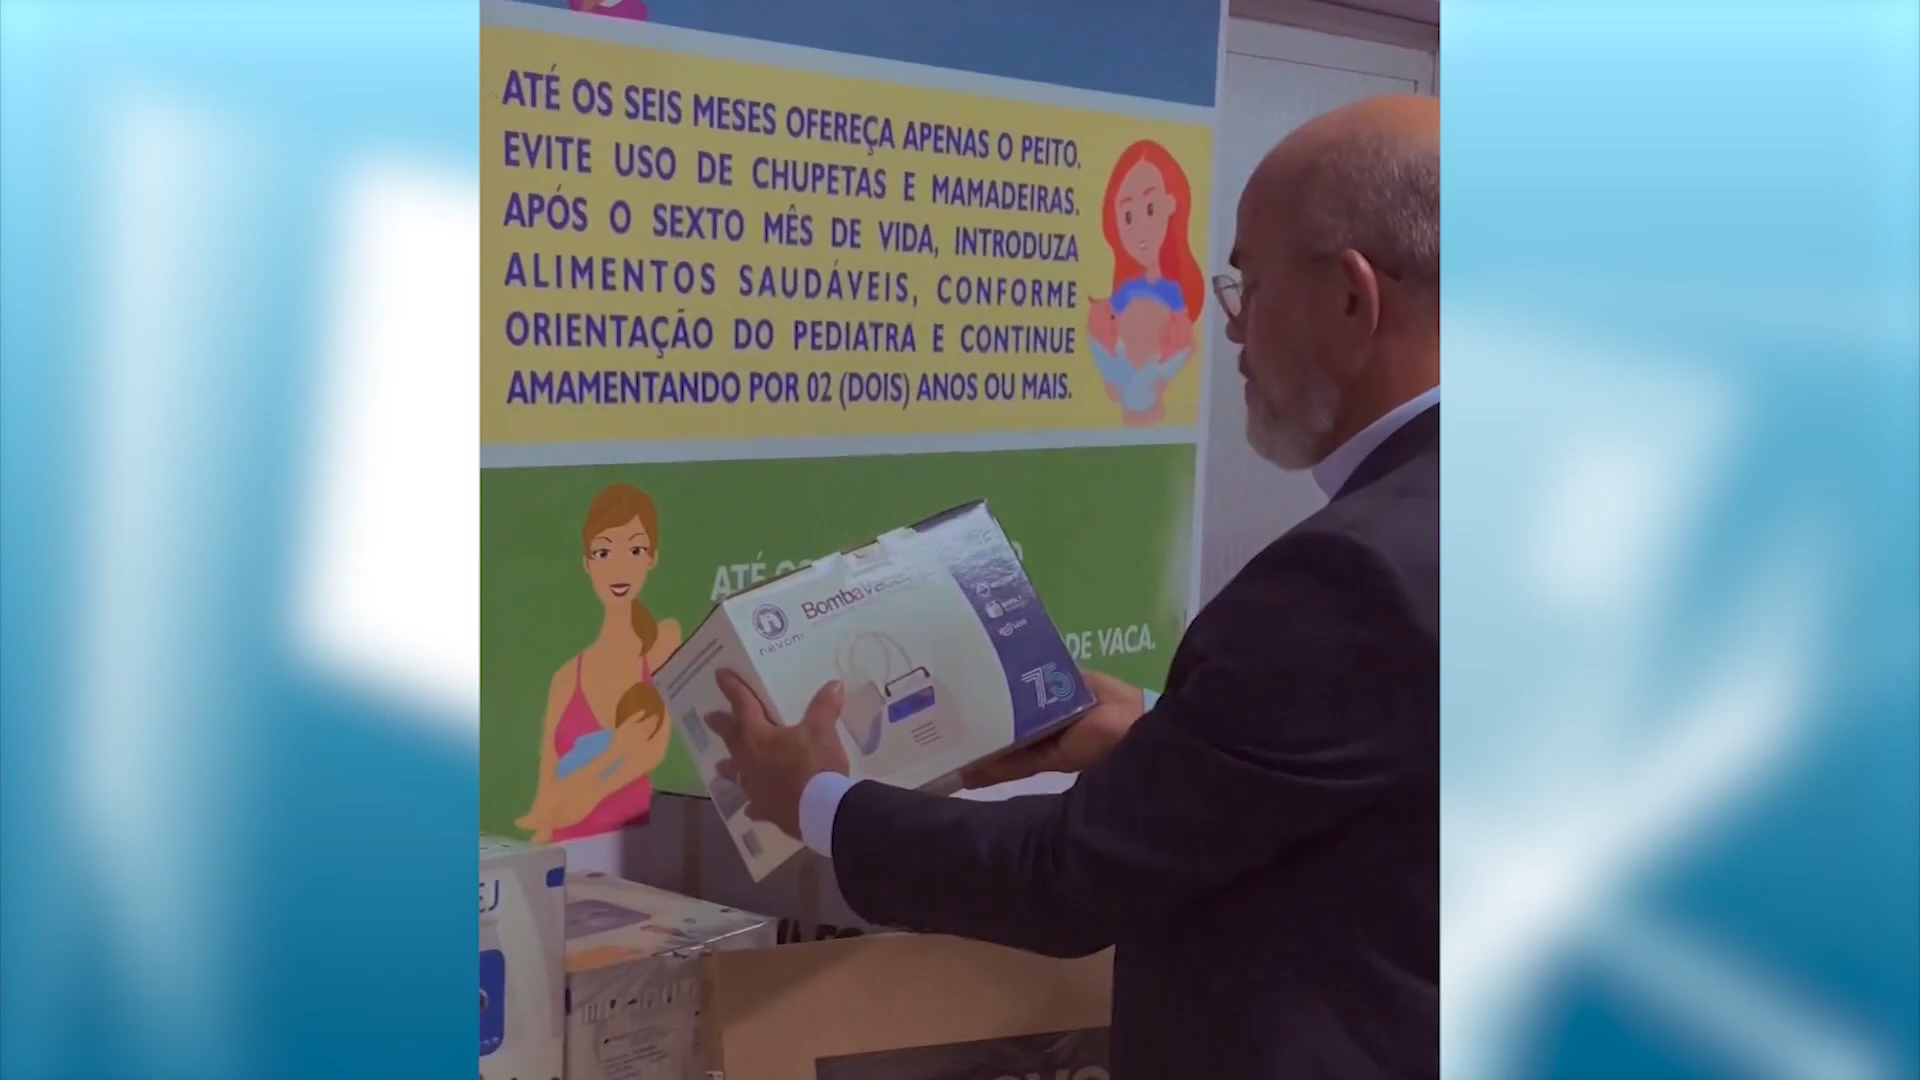 ATÉ OS SEIS MESES OFEREÇA APENAS O PEITO.
EVITE USO DE CHUPETAS E MAMADEIRAS.
APÓS O SEXTO MÊS DE VIDA, INTRODUZA
ALIMENTOS SAUDÁVEIS, CONFORME
ORIENTAÇÃO DO PEDIATRA E CONTINUE
AMAMENTANDO POR 02 (DOIS) ANOS OU MAIS.
ATÉ
DE VACA.
nevoni
75